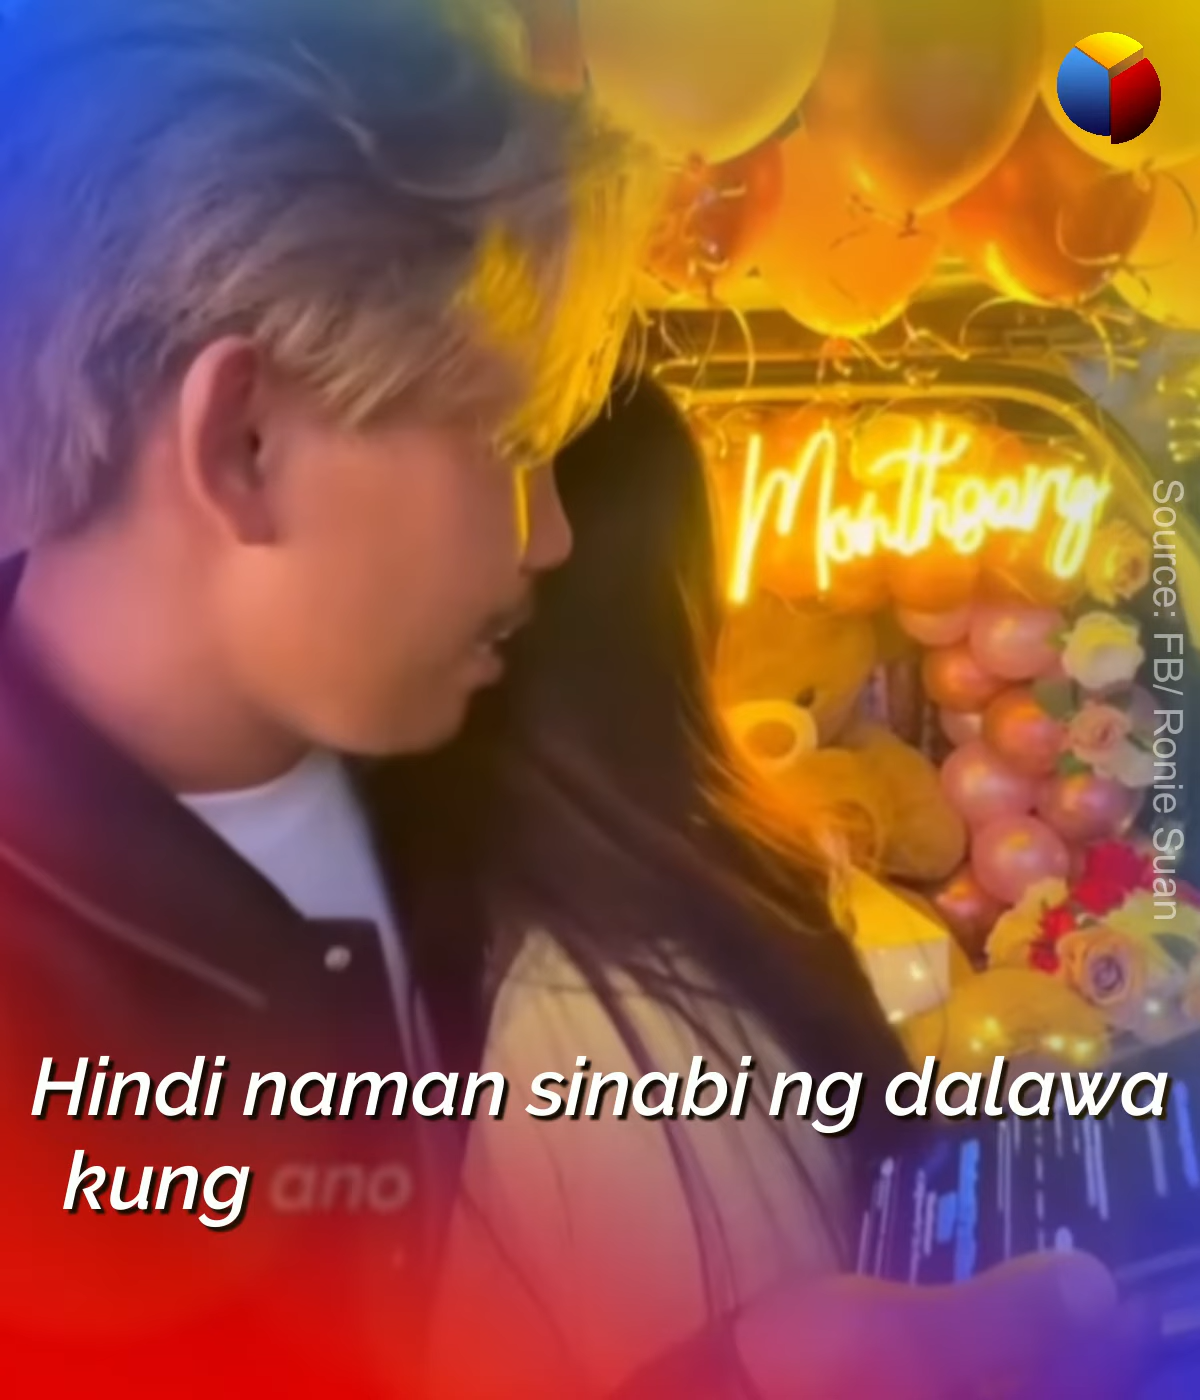 Monthsary
Source: FB/ Ronie Suan
Hindi naman sinabi ng dalawa
kung ano